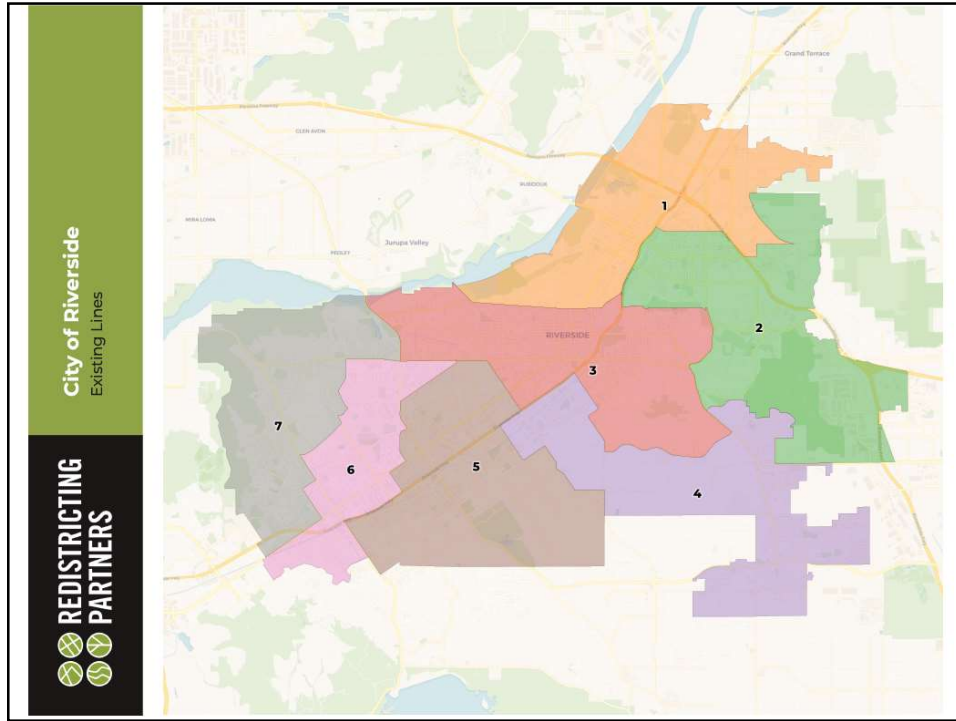 City of Riverside
Existing Lines
REDISTRICTING
PARTNERS
Grand Terrace
GLEN AVON
RUBIDOUX
MIRA LOMA
Jurupa Valley
PEDLEY
RIVERSIDE
1
2
3
4
5
6
7